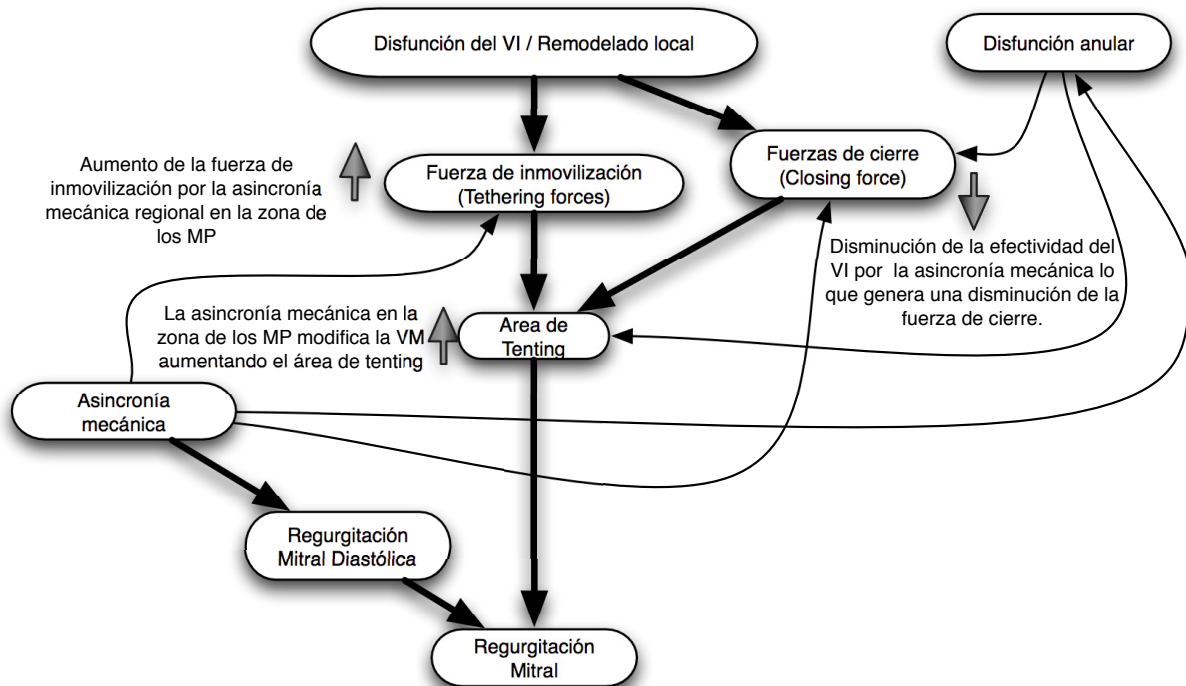 Disfunción del VI / Remodelado local
Disfunción anular
Aumento de la fuerza de
inmovilización por la asincronía
mecánica regional en la zona de
los MP
Fuerza de inmovilización
(Tethering forces)
Fuerzas de cierre
(Closing force)
Disminución de la efectividad del
VI por la asincronía mecánica lo
que genera una disminución de la
fuerza de cierre.
La asincronía mecánica en la
zona de los MP modifica la VM
aumentando el área de tenting
Area de
Tenting
Asincronía
mecánica
Regurgitación
Mitral Diastólica
Regurgitación
Mitral